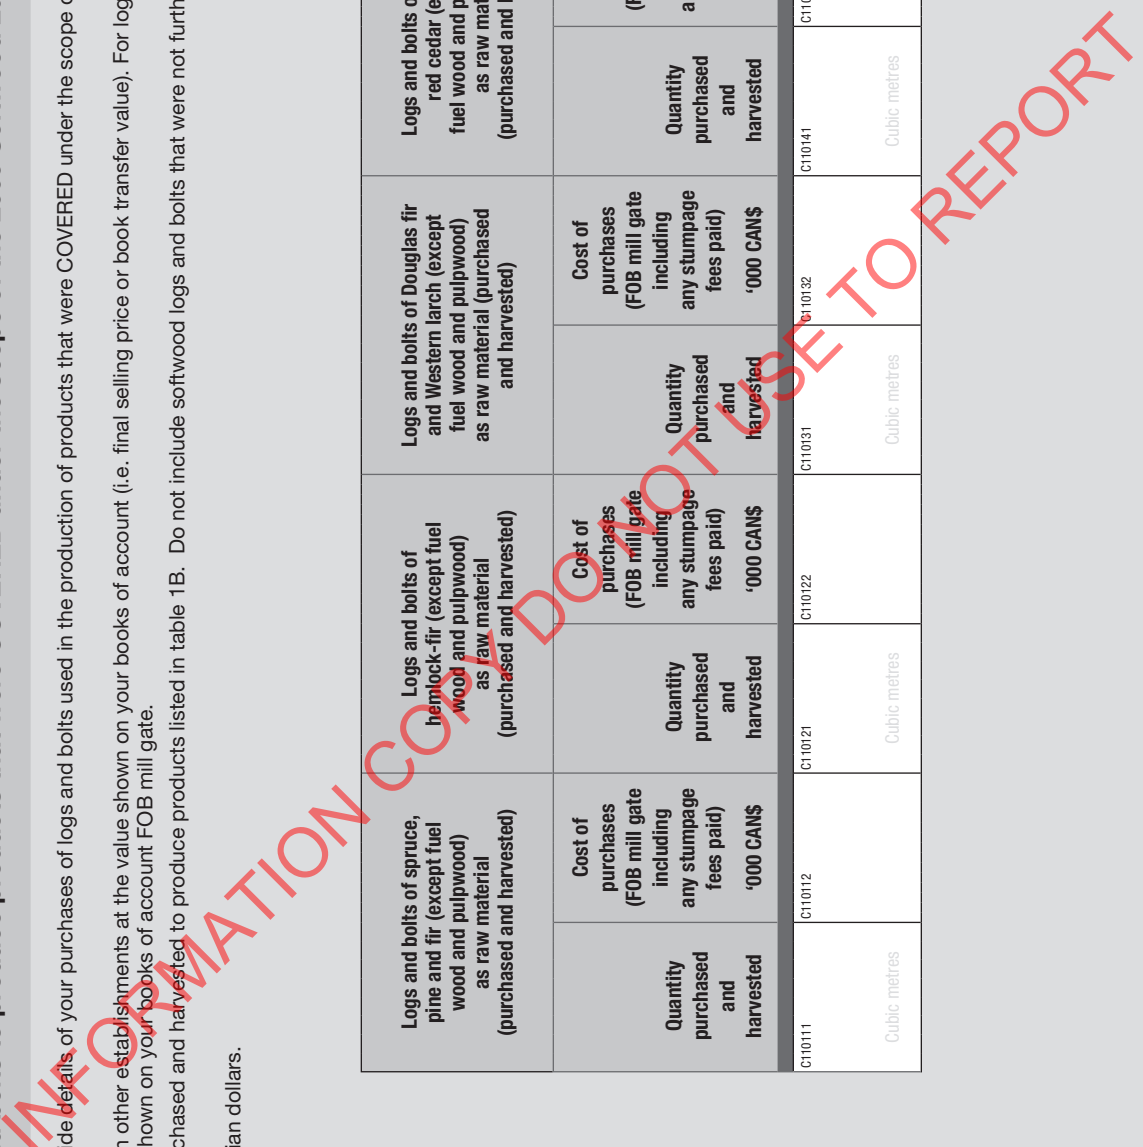 ide details of your purchases of logs and bolts used in the production of products that were COVERED under the scope
n other establishments at the value shown on your books of account (i.e. final selling price or book transfer value). For log
hown on your books of account FOB mill gate.
chased and harvested to produce products listed in table 1B. Do not include softwood logs and bolts that were not furth
ian dollars.
Logs and bolts of spruce,
pine and fir (except fuel
wood and pulpwood)
as raw material
(purchased and harvested)
Logs and bolts of
hemlock-fir (except fuel
wood and pulpwood)
as raw material
(purchased and harvested)
Logs and bolts of Douglas fir
and Western larch (except
fuel wood and pulpwood)
as raw material (purchased
and harvested)
Logs and bolts o
red cedar (e
fuel wood and p
as raw mat
(purchased and
Quantity
purchased
and
harvested
Cost of
purchases
(FOB mill gate
including
any stumpage
fees paid)
‘000 CAN$
Quantity
purchased
and
harvested
Cost of
purchases
(FOB mill gate
including
any stumpage
fees paid)
‘000 CAN$
Quantity
purchased
and
harvested
Cost of
purchases
(FOB mill gate
including
any stumpage
fees paid)
‘000 CAN$
Quantity
purchased
and
harvested
(F
a
C110111
Cubic metres
C110112
C110121
Cubic metres
C110122
C110131
Cubic metres
C110132
C110141
Cubic metres
C110
INFORMATION COPY DO NOT USE TO REPORT